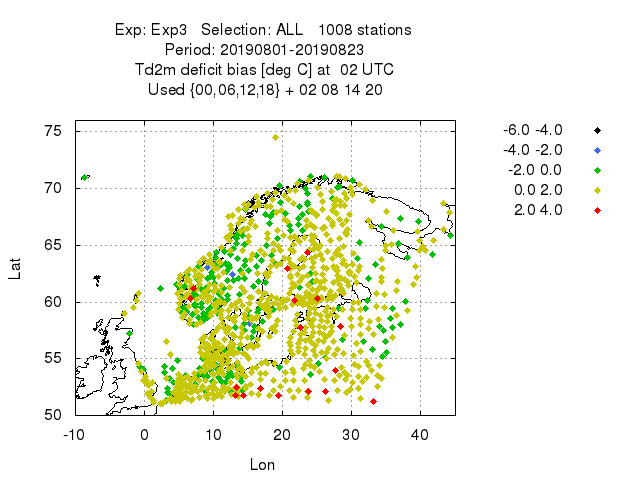 Exp: Exp3 Selection: ALL 1008 stations
Period: 20190801-20190823
Td2m deficit bias [deg C] at 02 UTC
Used {00,06,12,18} + 02 08 14 20
75
70
65
60
55
50
-10 0 10 20 30 40
Lat
Lon
-6.0 -4.0
-4.0 -2.0
-2.0 0.0
0.0 2.0
2.0 4.0